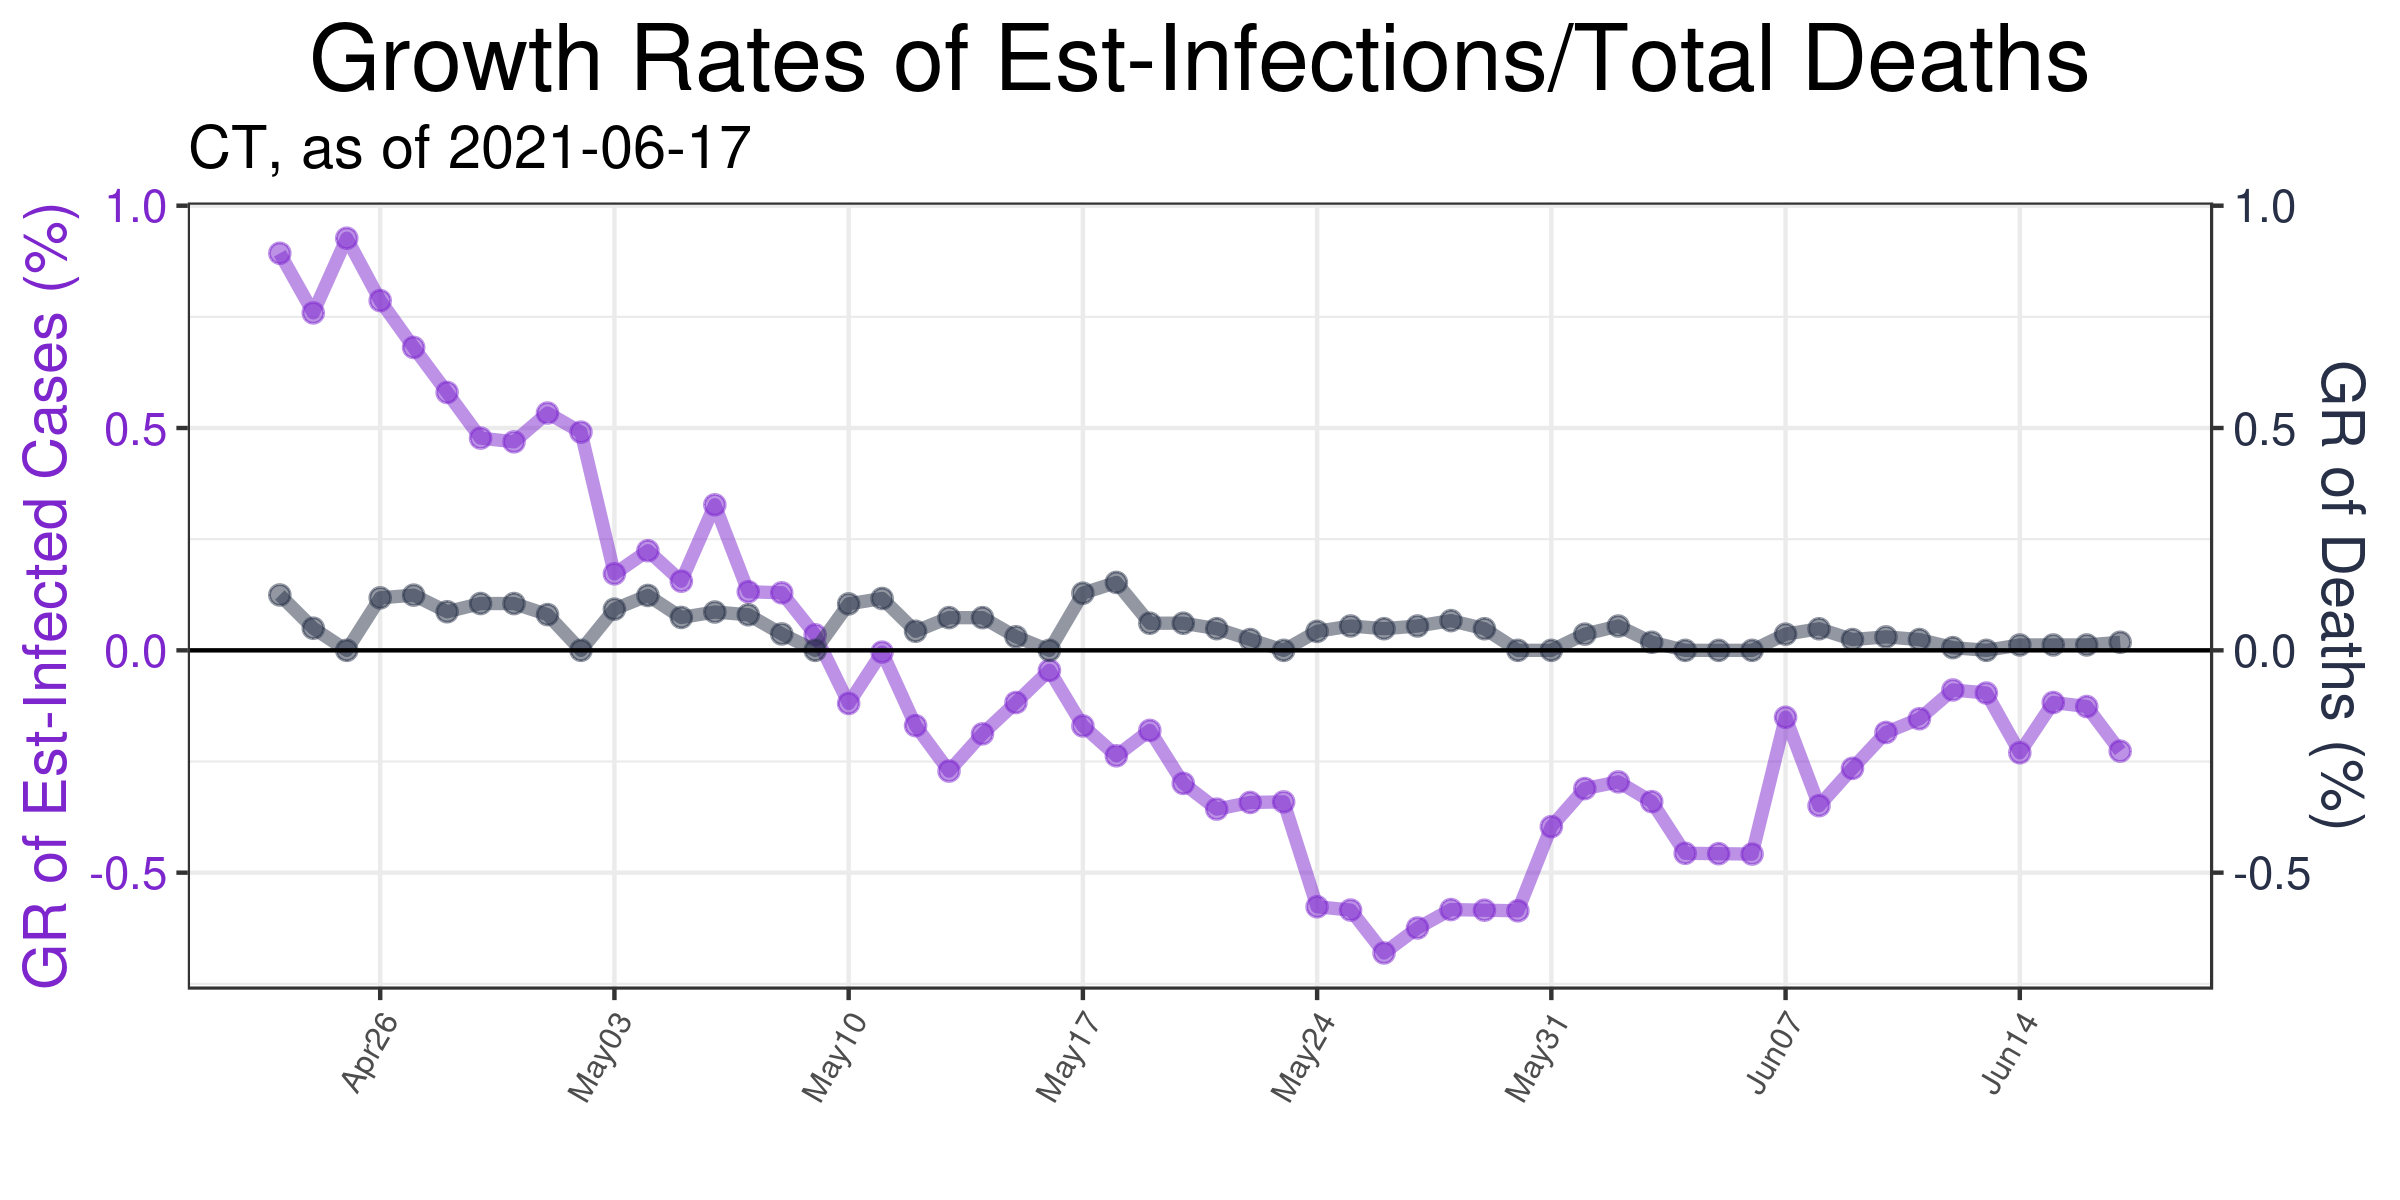 Growth Rates of Est-Infections/Total Deaths
CT, as of 2021-06-17
GR of Est-Infected Cases (%)
1.0
0.5
0.0
-0.5
1.0
0.5
0.0
-0.5
GR of Deaths (%)
Apr26
May03
May10
May17
May24
May31
Jun07
Jun14